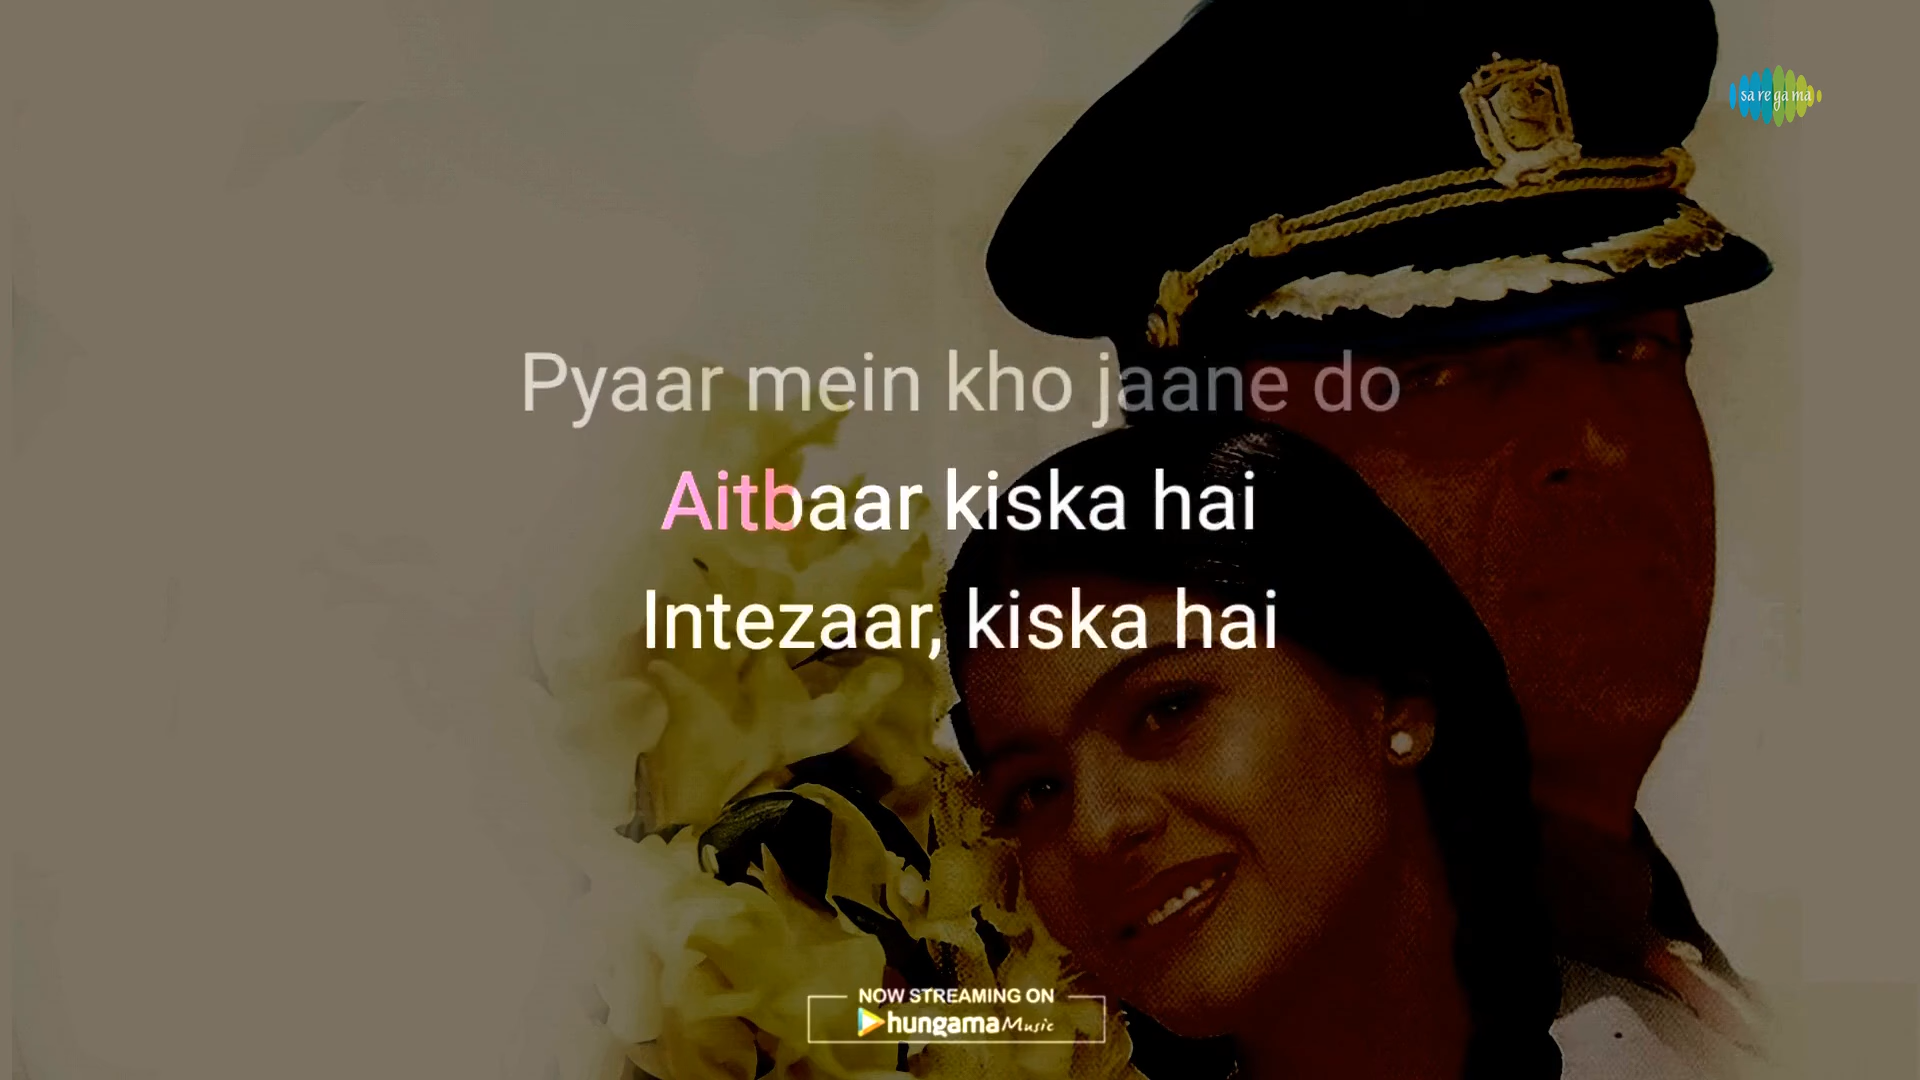 sa re ga ma
Pyaar mein kho jaane do
Aitbaar kiska hai
Intezaar, kiska hai
NOW STREAMING ON
hungama Music